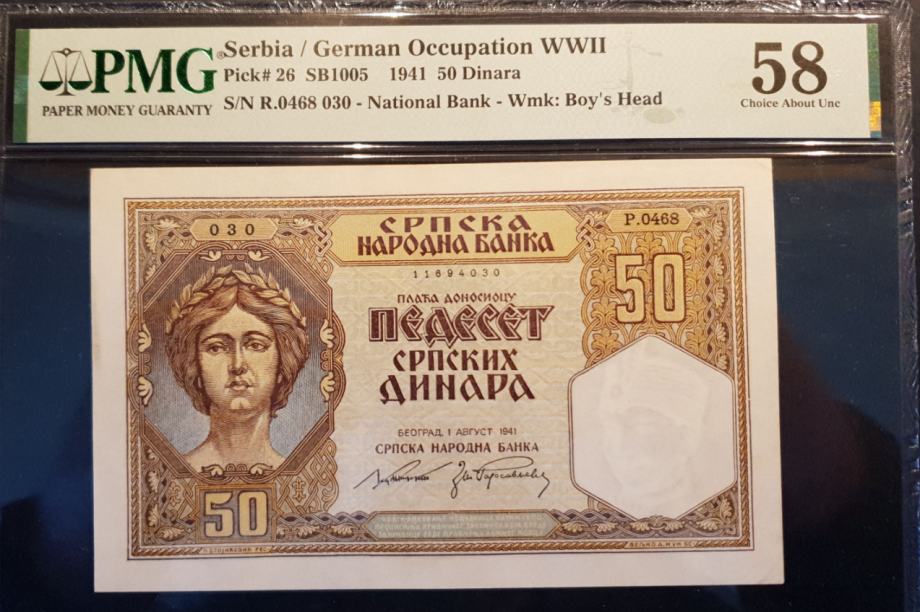 PMG
PAPER MONEY GUARANTY
Serbia / German Occupation WWII
Pick# 26 SB1005 1941 50 Dinara
S/N R.0468 030 - National Bank - Wmk: Boy's Head
58
Choice About Unc
030
СРПСКА
НАРОДНА БАНКА
Р.0468
11694030
50
ПЛАЋА ДОНОСИОЦУ
ПЕДЕСЕТ
СРПСКИХ
ДИНАРА
БЕОГРАД, 1 АВГУСТ 1941
СРПСКА НАРОДНА БАНКА
50